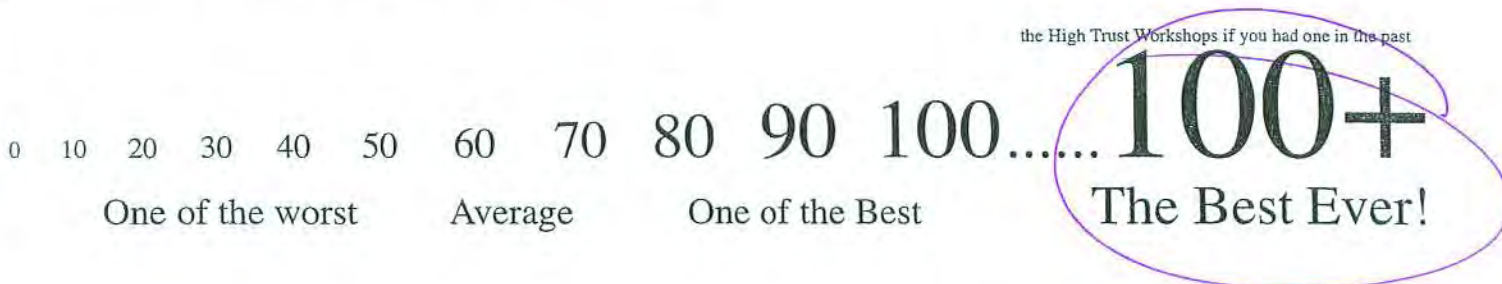 the High Trust Workshops if you had one in the past
0 10 20 30 40 50 60 70 80 90 100......100+
One of the worst Average One of the Best The Best Ever!